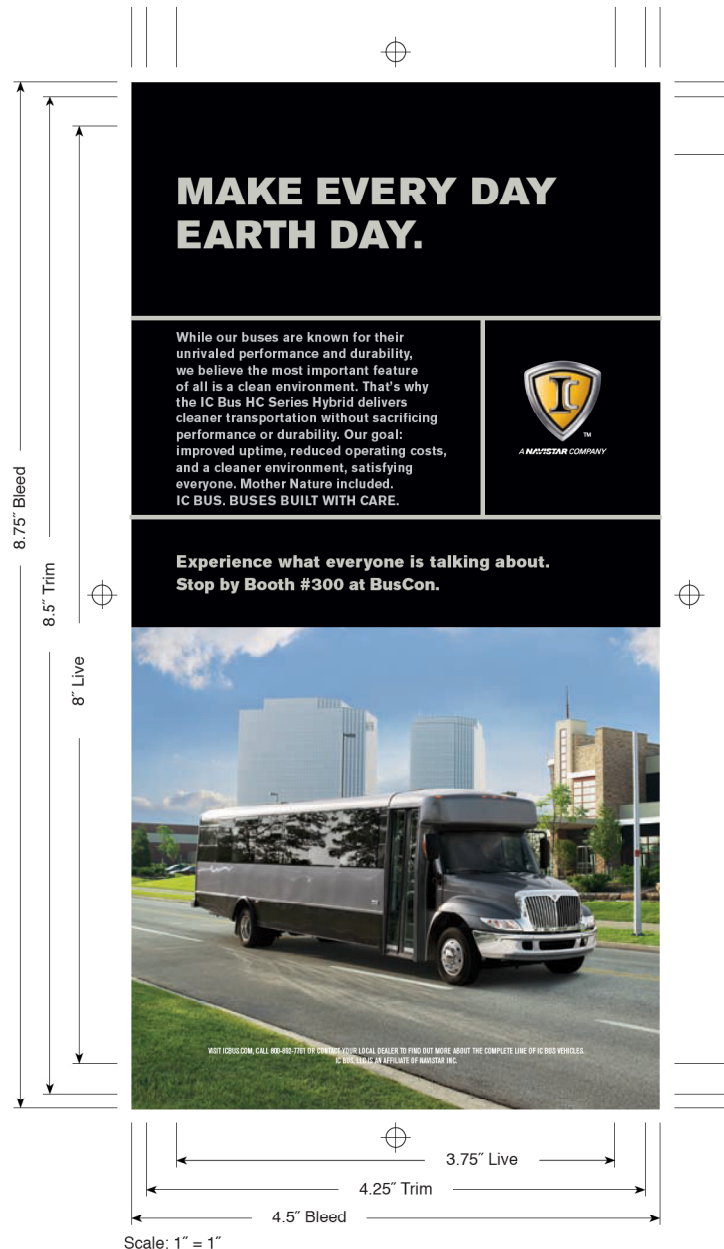 MAKE EVERY DAY
EARTH DAY.
While our buses are known for their
unrivaled performance and durability,
we believe the most important feature
of all is a clean environment. That's why
the IC Bus HC Series Hybrid delivers
cleaner transportation without sacrificing
performance or durability. Our goal:
improved uptime, reduced operating costs,
and a cleaner environment, satisfying
everyone. Mother Nature included.
IC BUS. BUSES BUILT WITH CARE.
IC
TM
A NAVISTAR COMPANY
Experience what everyone is talking about.
Stop by Booth #300 at BusCon.
8.75″ Bleed
8.5″ Trim
8″ Live
VISIT ICBUS.COM, CALL 800-892-7761 OR CONTACT YOUR LOCAL DEALER TO FIND OUT MORE ABOUT THE COMPLETE LINE OF IC BUS VEHICLES.
IC BUS, LLC IS AN AFFILIATE OF NAVISTAR INC.
3.75″ Live
4.25″ Trim
4.5″ Bleed
Scale: 1″ = 1″